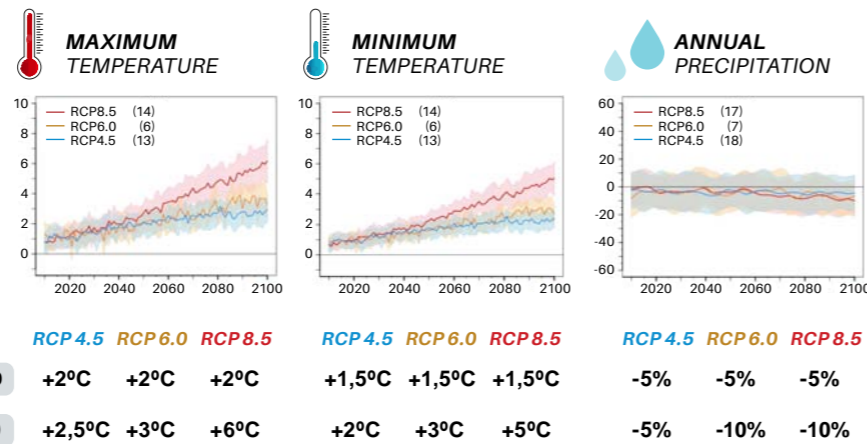 MAXIMUM
TEMPERATURE
MINIMUM
TEMPERATURE
ANNUAL
PRECIPITATION
10
8
6
4
2
0
RCP8.5 (14)
RCP6.0 (6)
RCP4.5 (13)
2020 2040 2060 2080 2100
10
8
6
4
2
0
RCP8.5 (14)
RCP6.0 (6)
RCP4.5 (13)
2020 2040 2060 2080 2100
60
40
20
0
-20
-40
-60
RCP8.5 (17)
RCP6.0 (7)
RCP4.5 (18)
2020 2040 2060 2080 2100
RCP 4.5 RCP 6.0 RCP 8.5 RCP 4.5 RCP 6.0 RCP 8.5 RCP 4.5 RCP 6.0 RCP 8.5
+2ºC +2ºC +2ºC +1,5ºC +1,5ºC +1,5ºC -5% -5% -5%
+2,5ºC +3ºC +6ºC +2ºC +3ºC +5ºC -5% -10% -10%